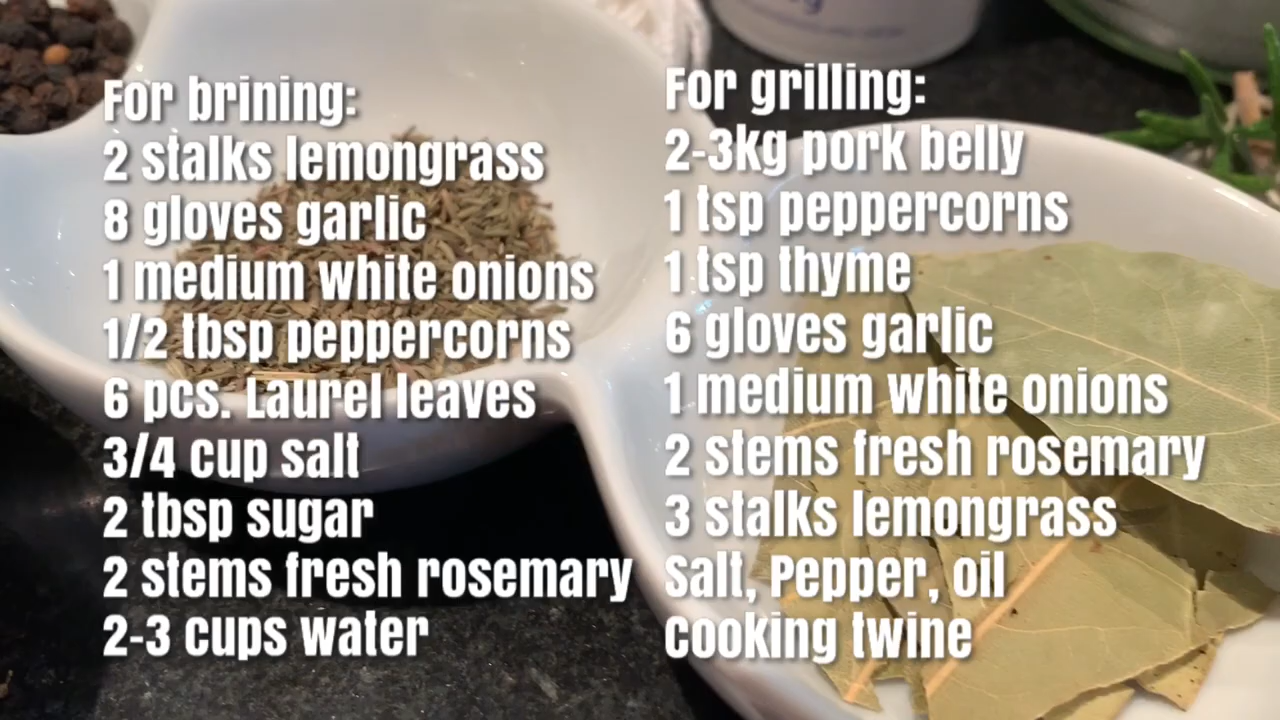 For brining:
2 stalks lemongrass
8 gloves garlic
1 medium white onions
1/2 tbsp peppercorns
6 pcs. Laurel leaves
3/4 cup salt
2 tbsp sugar
2 stems fresh rosemary
2-3 cups water
For grilling:
2-3kg pork belly
1 tsp peppercorns
1 tsp thyme
6 gloves garlic
1 medium white onions
2 stems fresh rosemary
3 stalks lemongrass
Salt, Pepper, oil
Cooking twine